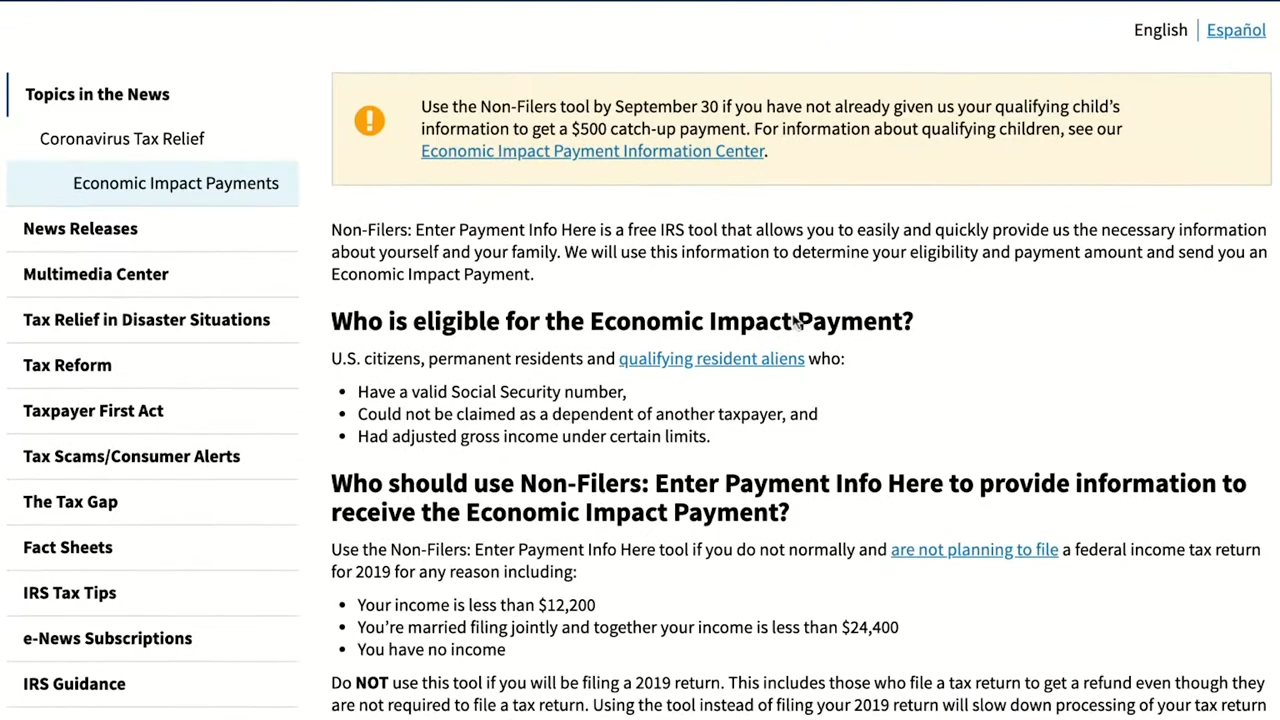 English
Español
Topics in the News
Coronavirus Tax Relief
Economic Impact Payments
News Releases
Multimedia Center
Tax Relief in Disaster Situations
Tax Reform
Taxpayer First Act
Tax Scams/Consumer Alerts
The Tax Gap
Fact Sheets
IRS Tax Tips
e-News Subscriptions
IRS Guidance
Use the Non-Filers tool by September 30 if you have not already given us your qualifying child's
information to get a $500 catch-up payment. For information about qualifying children, see our
Economic Impact Payment Information Center.
Non-Filers: Enter Payment Info Here is a free IRS tool that allows you to easily and quickly provide us the necessary information
about yourself and your family. We will use this information to determine your eligibility and payment amount and send you an
Economic Impact Payment.
Who is eligible for the Economic Impact Payment?
U.S. citizens, permanent residents and qualifying resident aliens who:
• Have a valid Social Security number,
• Could not be claimed as a dependent of another taxpayer, and
• Had adjusted gross income under certain limits.
Who should use Non-Filers: Enter Payment Info Here to provide information to
receive the Economic Impact Payment?
Use the Non-Filers: Enter Payment Info Here tool if you do not normally and are not planning to file a federal income tax return
for 2019 for any reason including:
• Your income is less than $12,200
• You're married filing jointly and together your income is less than $24,400
• You have no income
Do NOT use this tool if you will be filing a 2019 return. This includes those who file a tax return to get a refund even though they
are not required to file a tax return. Using the tool instead of filing your 2019 return will slow down processing of your tax return